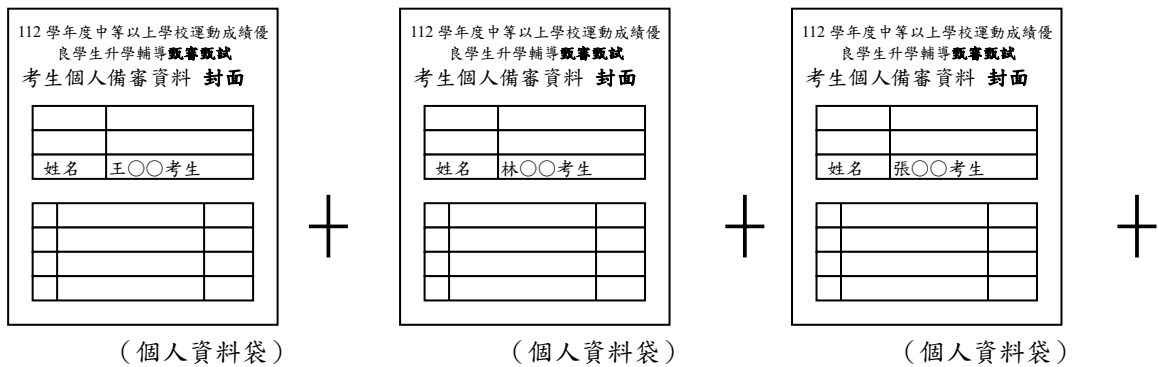 112 學年度中等以上學校運動成績優
良學生升學輔導甄審甄試
考生個人備審資料 封面
姓名 王○○考生
(個人資料袋)
+
112 學年度中等以上學校運動成績優
良學生升學輔導甄審甄試
考生個人備審資料 封面
姓名 林○○考生
(個人資料袋)
+
112 學年度中等以上學校運動成績優
良學生升學輔導甄審甄試
考生個人備審資料 封面
姓名 張○○考生
(個人資料袋)
+